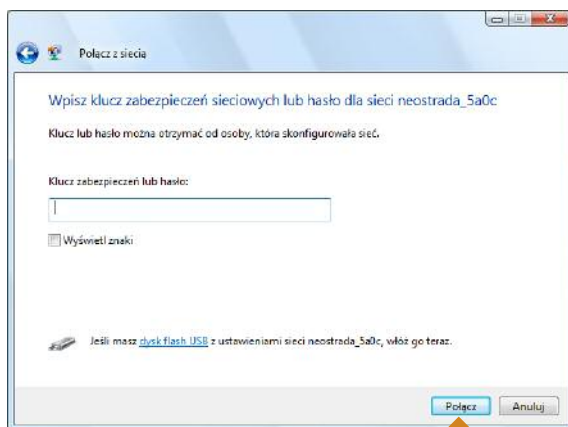 Połącz z siecią
Wpisz klucz zabezpieczeń sieciowych lub hasło dla sieci neostrada_5a0c
Klucz lub hasło można otrzymać od osoby, która skonfigurowała sieć.
Klucz zabezpieczeń lub hasło:
Wyświetl znaki
Jeśli masz dysk flash USB z ustawieniami sieci neostrada_5a0c, włóż go teraz.
Połącz Anuluj